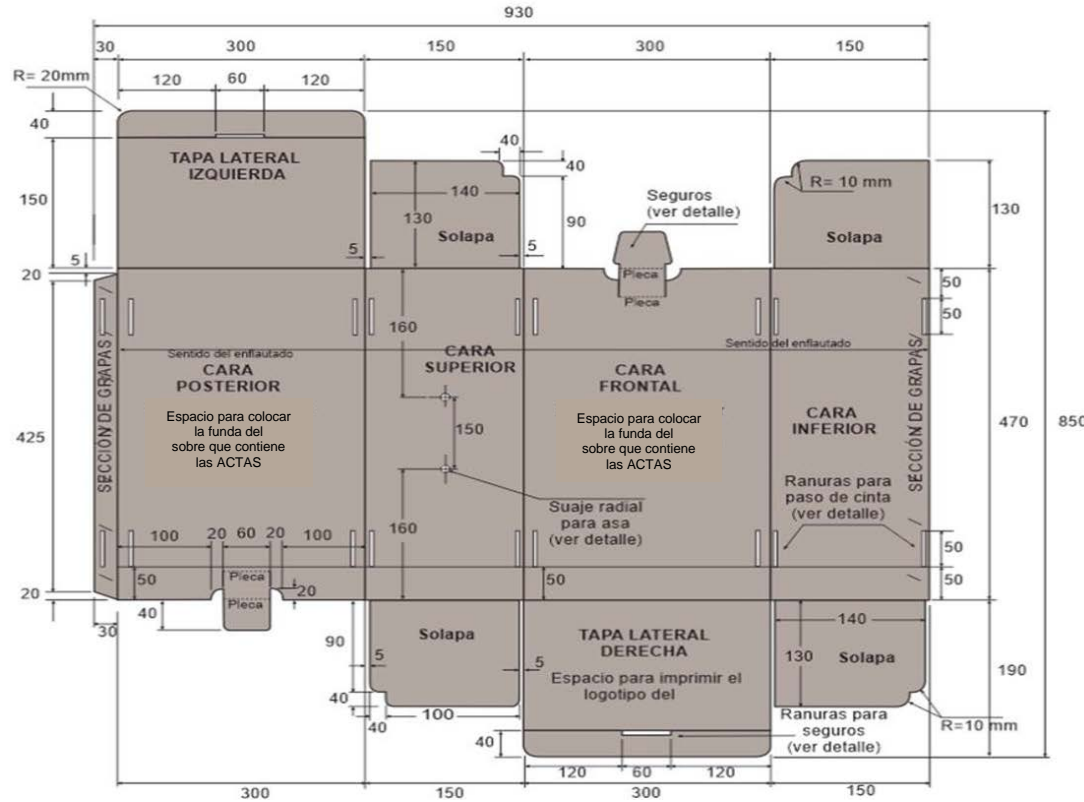 930
30
300
150
300
150
R= 20mm
120
60
120
40
TAPA LATERAL
IZQUIERDA
150
5
20
40
40
140
130
90
Solapa
5
5
Seguros
(ver detalle)
Pleca
Pleca
R= 10 mm
130
Solapa
50
50
SECCIÓN DE GRAPAS
425
Sentido del enflautado
CARA
POSTERIOR
Espacio para colocar
la funda del
sobre que contiene
las ACTAS
160
CARA
SUPERIOR
150
160
Suaje radial
para asa
(ver detalle)
Sentido del enflautado
CARA
FRONTAL
Espacio para colocar
la funda del
sobre que contiene
las ACTAS
CARA
INFERIOR
SECCIÓN DE GRAPAS
Ranuras para
paso de cinta
(ver detalle)
470
850
50
50
100
20
60
20
100
50
Pleca
Pleca
20
40
20
30
50
90
Solapa
5
5
40
40
100
TAPA LATERAL
DERECHA
Espacio para imprimir el
logotipo del
40
120
60
120
Ranuras para
seguros
(ver detalle)
140
130
Solapa
190
R=10 mm
300
150
300
150